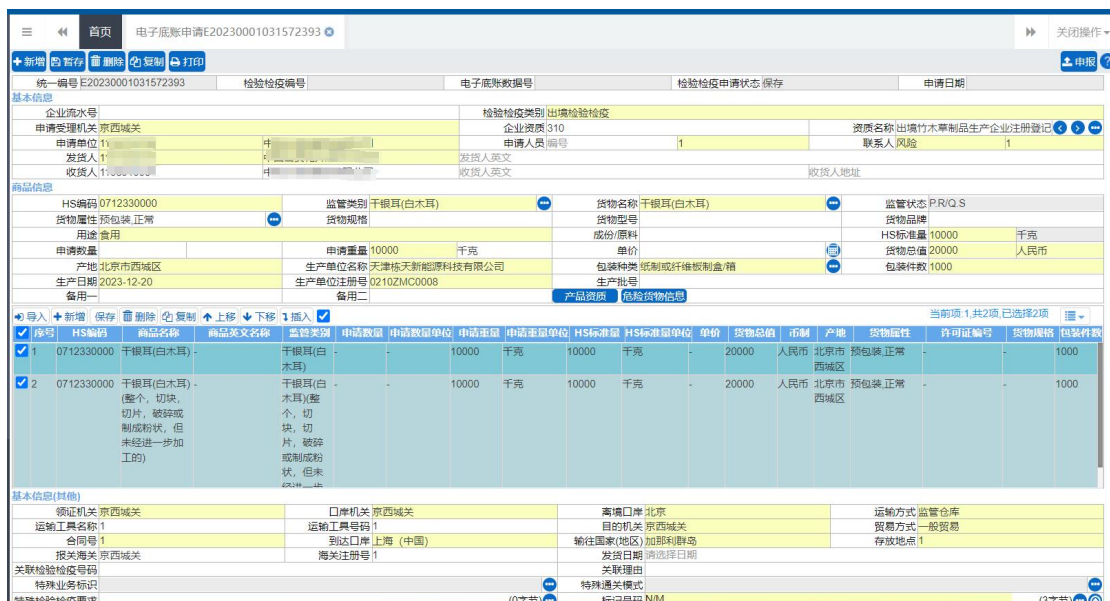 首页 电子底账申请E20230001031572393 关闭操作
新增 暂存 删除 复制 打印 申报
统一编号 E20230001031572393 检验检疫编号 电子底账数据号 检验检疫申请状态 保存 申请日期
基本信息
企业流水号 检验检疫类别 出境检验检疫
申请受理机关 京西城关 企业资质 310 资质名称 出境竹木草制品生产企业注册登记
申请单位 申请人员 编号 1 联系人 风险 1
发货人 发货人英文
收货人 收货人英文 收货人地址
商品信息
HS编码 0712330000 监管类别 干银耳(白木耳) 货物名称 干银耳(白木耳) 监管状态 P.R/Q.S
货物属性 预包装,正常 货物规格 货物型号 货物品牌
用途 食用 成份/原料 HS标准量 10000 千克
申请数量 申请重量 10000 千克 单价 货物总值 20000 人民币
产地 北京市西城区 生产单位名称 天津栋天新能源科技有限公司 包装种类 纸制或纤维板制盒/箱 包装件数 1000
生产日期 2023-12-20 生产单位注册号 0210ZMC0008 生产批号
备用一 备用二 产品资质 危险货物信息
导入 新增 保存 删除 复制 上移 下移 插入 当前项:1,共2项,已选择2项
序号 HS编码 商品名称 商品英文名称 监管类别 申请数量 申请数量单位 申请重量 申请重量单位 HS标准量 HS标准量单位 单价 货物总值 币制 产地 货物属性 许可证编号 货物规格 包装件数
1 0712330000 干银耳(白木耳) - 干银耳(白 - - 10000 千克 10000 千克 - 20000 人民币 北京市 预包装,正常 - - 1000
木耳) 西城区
2 0712330000 干银耳(白木耳) - 干银耳(白 - - 10000 千克 10000 千克 - 20000 人民币 北京市 预包装,正常 - - 1000
(整个，切块， 木耳)(整 西城区
切片，破碎或 个，切
制成粉状，但 块，切
未经进一步加 片，破碎
工的) 或制成粉
状，但未
经进一步
基本信息(其他)
领证机关 京西城关 口岸机关 京西城关 离境口岸 北京 运输方式 监管仓库
运输工具名称 1 运输工具号码 1 目的机关 京西城关 贸易方式 一般贸易
合同号 1 到达口岸 上海（中国） 输往国家(地区) 加那利群岛 存放地点 1
报关海关 京西城关 海关注册号 1 发货日期 请选择日期
关联检验检疫号码 关联理由
特殊业务标识 特殊通关模式
特殊检验检疫要求 (0字节) 标记号码 N/M (3字节)